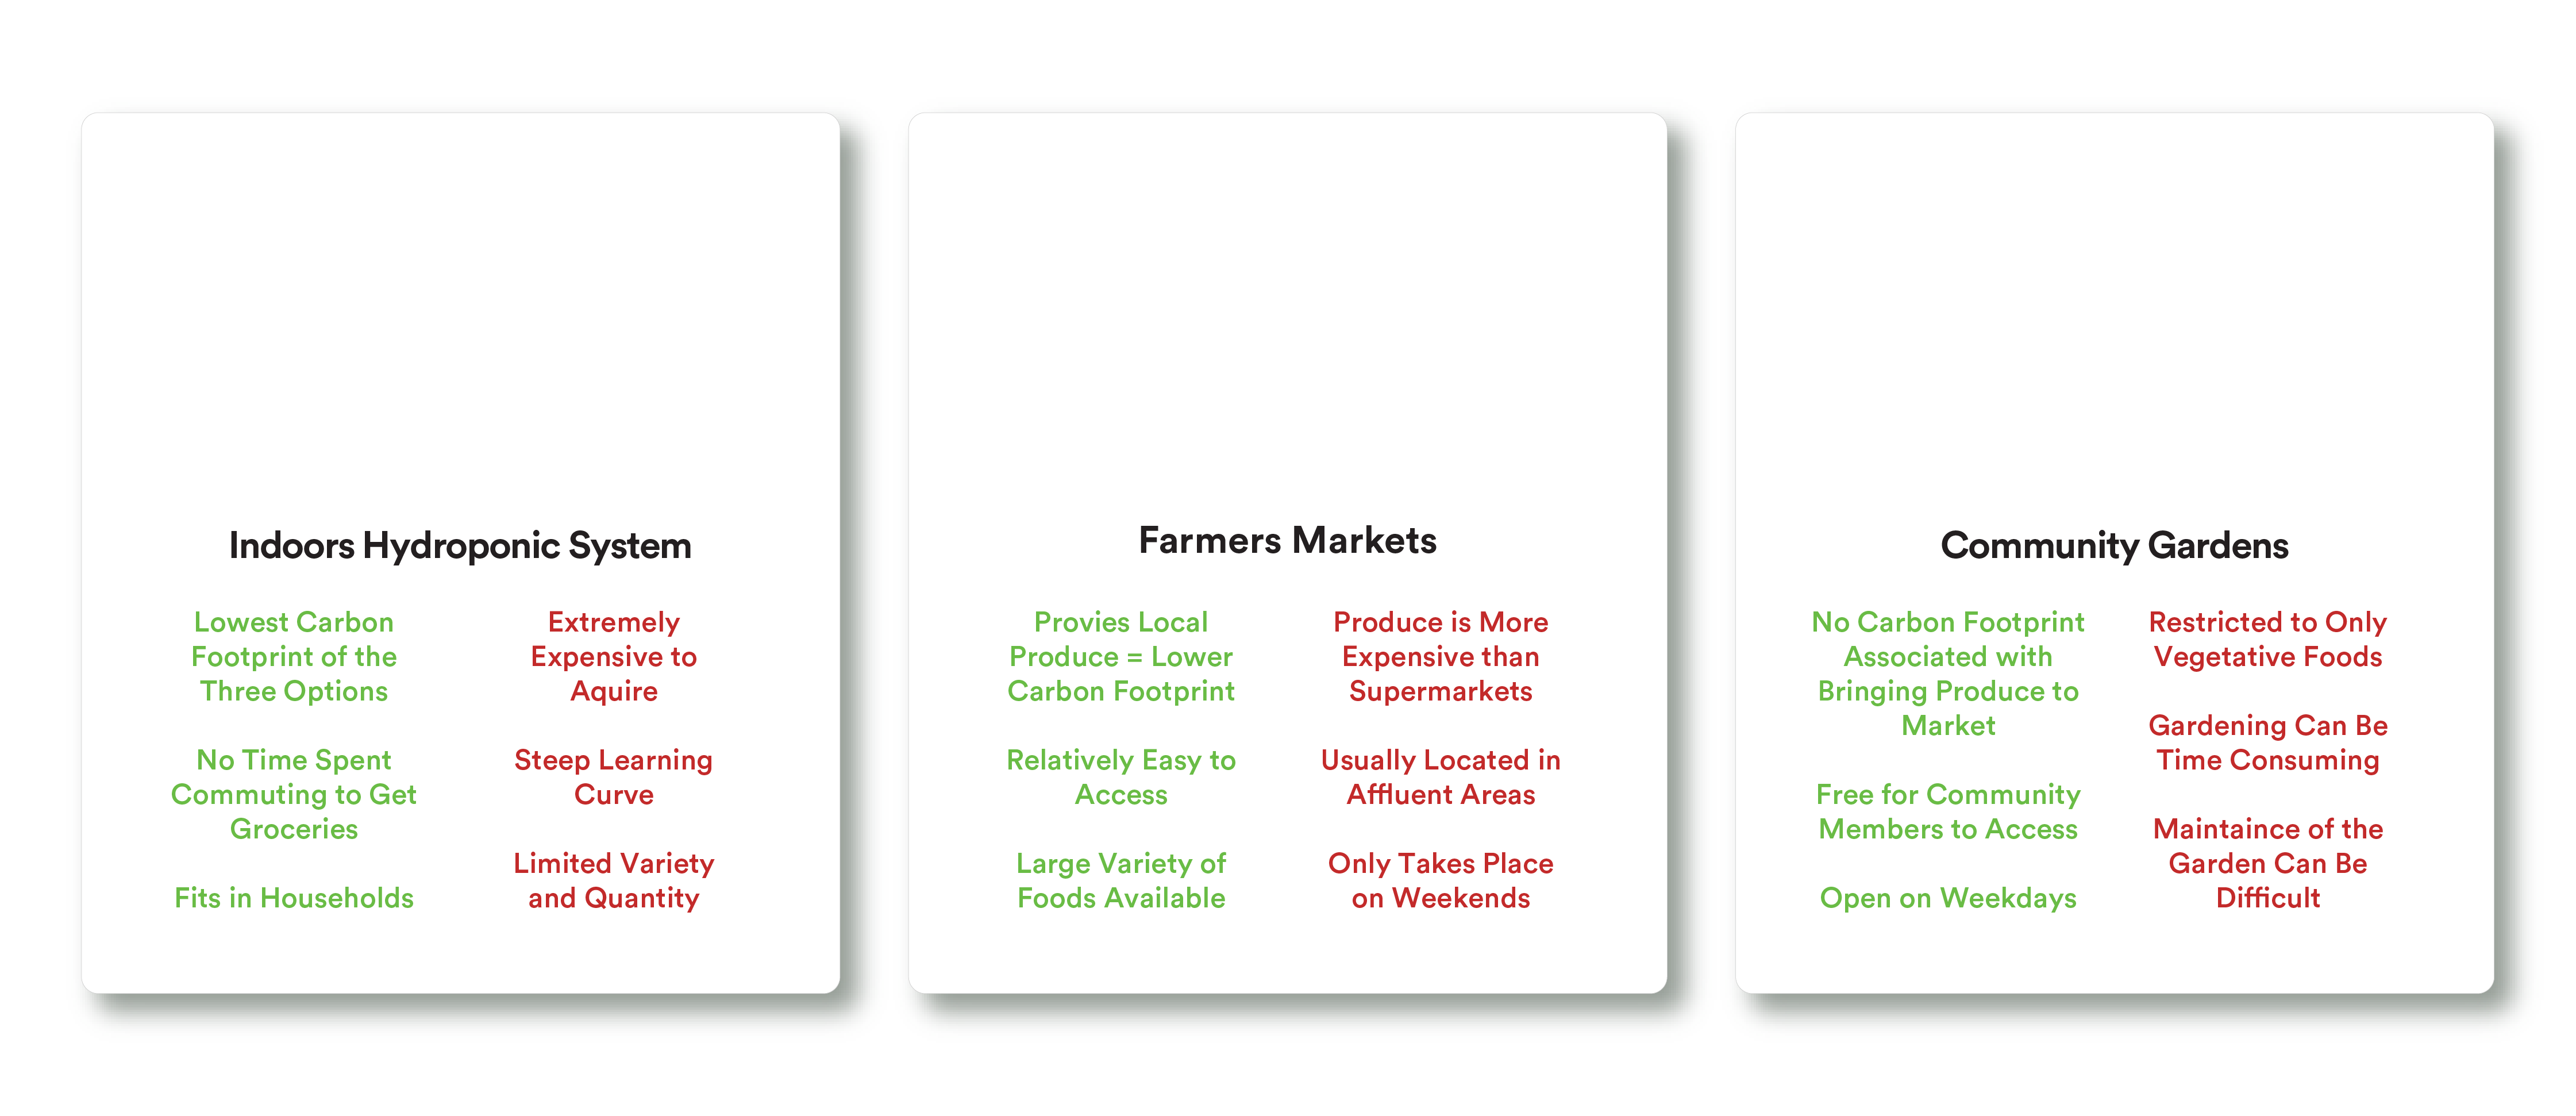 Indoors Hydroponic System
Lowest Carbon
Footprint of the
Three Options
No Time Spent
Commuting to Get
Groceries
Fits in Households
Extremely
Expensive to
Aquire
Steep Learning
Curve
Limited Variety
and Quantity
Farmers Markets
Provies Local
Produce = Lower
Carbon Footprint
Relatively Easy to
Access
Large Variety of
Foods Available
Produce is More
Expensive than
Supermarkets
Usually Located in
Affluent Areas
Only Takes Place
on Weekends
Community Gardens
No Carbon Footprint
Associated with
Bringing Produce to
Market
Free for Community
Members to Access
Open on Weekdays
Restricted to Only
Vegetative Foods
Gardening Can Be
Time Consuming
Maintaince of the
Garden Can Be
Difficult